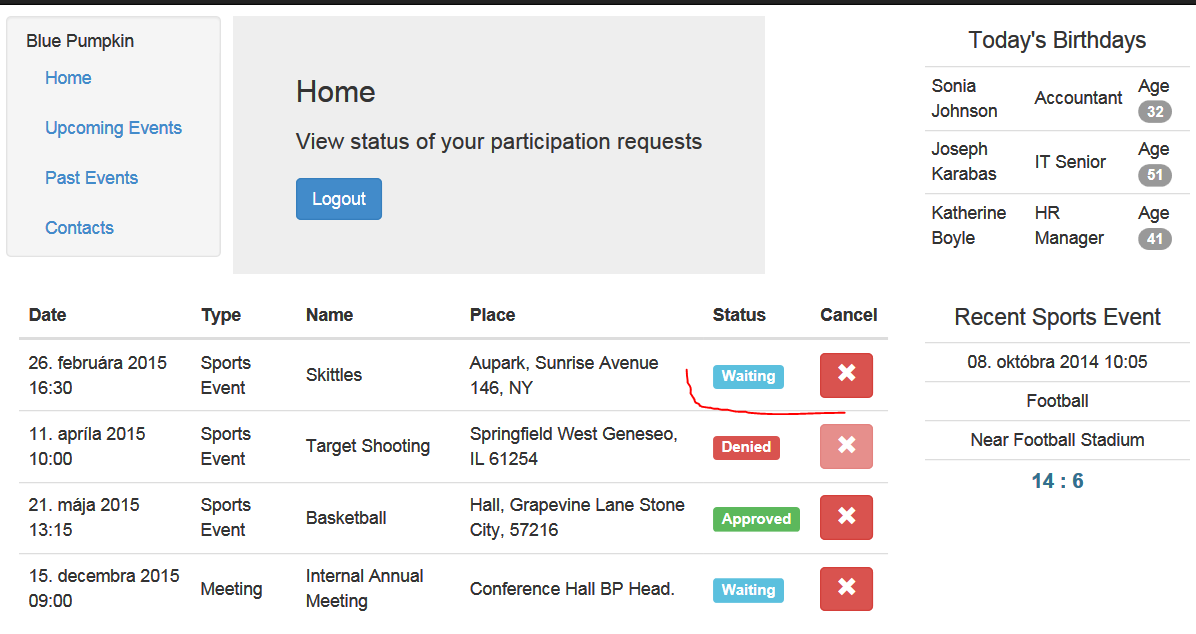 Blue Pumpkin
Home
Upcoming Events
Past Events
Contacts
Home
View status of your participation requests
Logout
Today's Birthdays
Sonia Johnson Accountant Age 32
Joseph Karabas IT Senior Age 51
Katherine Boyle HR Manager Age 41
Date Type Name Place Status Cancel
26. februára 2015 16:30 Sports Event Skittles Aupark, Sunrise Avenue 146, NY Waiting
11. apríla 2015 10:00 Sports Event Target Shooting Springfield West Geneseo, IL 61254 Denied
21. mája 2015 13:15 Sports Event Basketball Hall, Grapevine Lane Stone City, 57216 Approved
15. decembra 2015 09:00 Meeting Internal Annual Meeting Conference Hall BP Head. Waiting
Recent Sports Event
08. októbra 2014 10:05
Football
Near Football Stadium
14 : 6